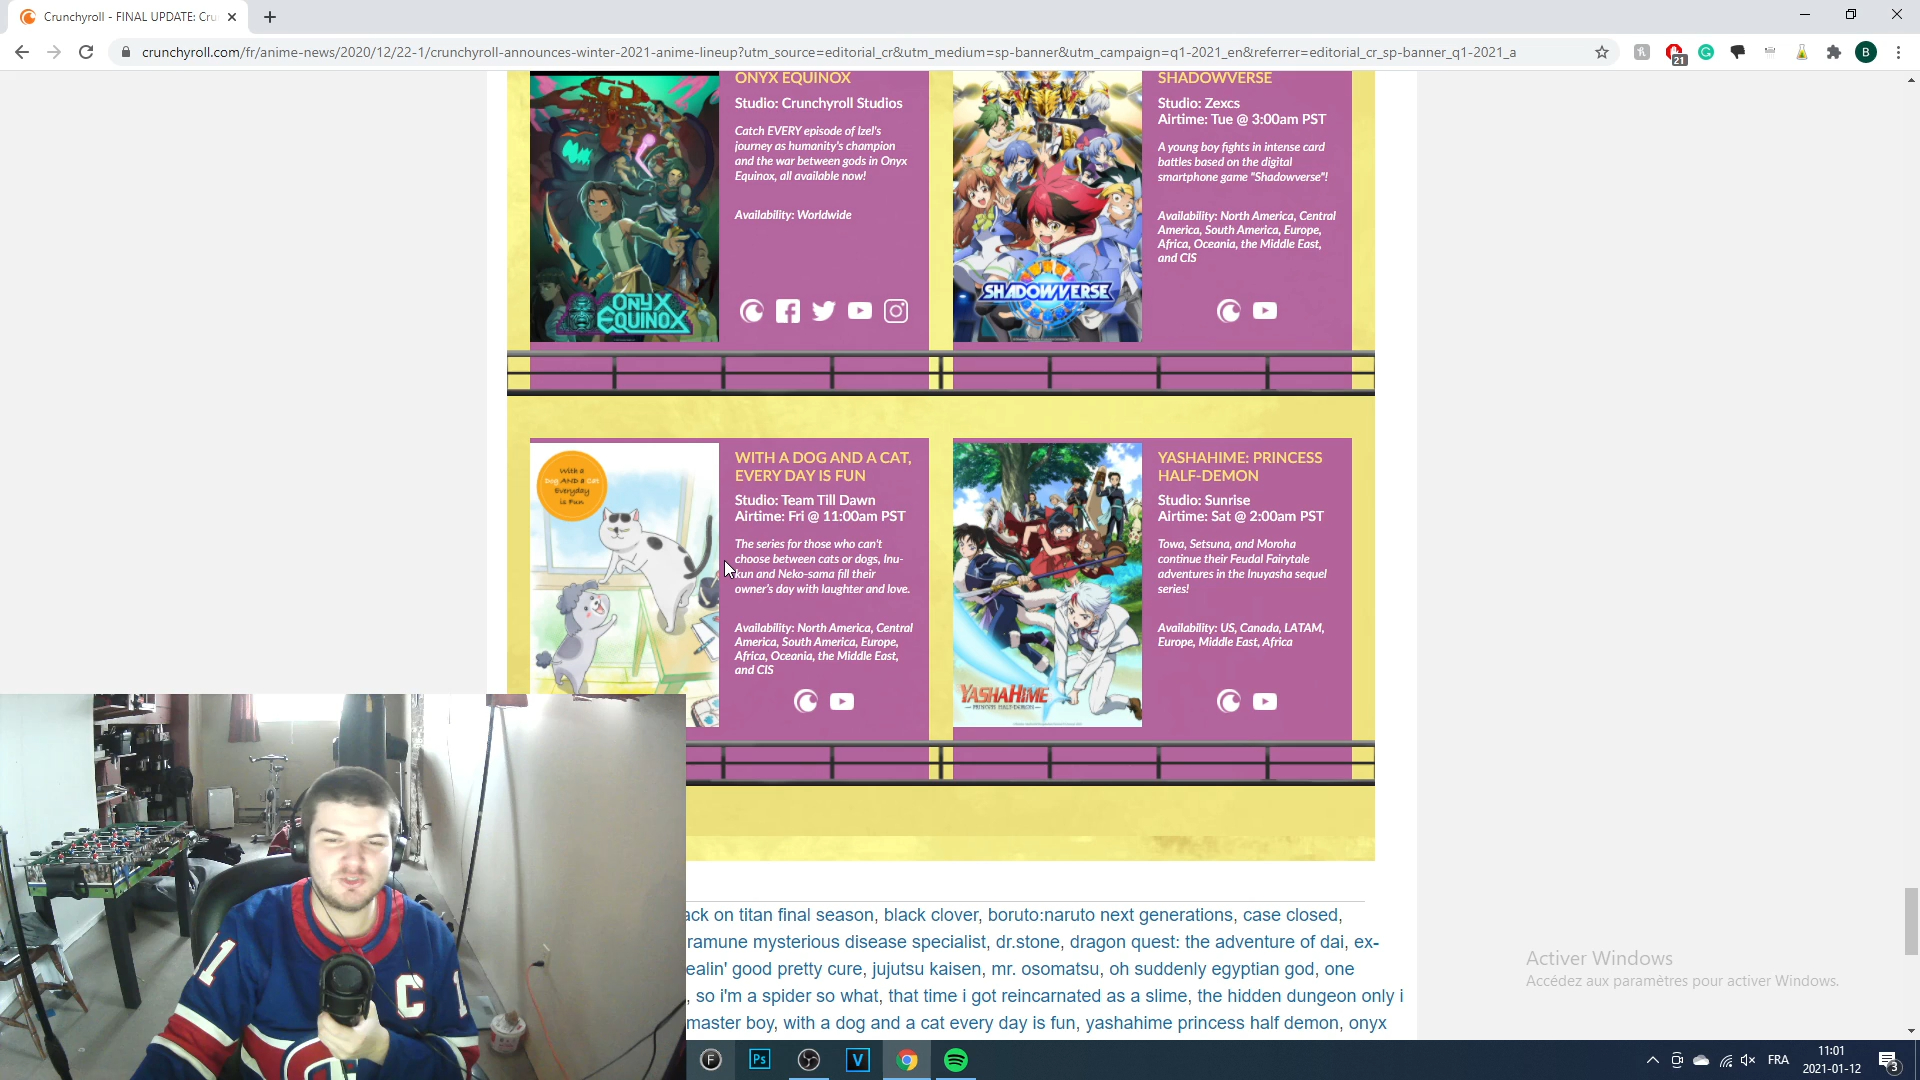 Crunchyroll - FINAL UPDATE: Cru
crunchyroll.com/fr/anime-news/2020/12/22-1/crunchyroll-announces-winter-2021-anime-lineup?utm_source=editorial_cr&utm_medium=sp-banner&utm_campaign=q1-2021_en&referrer=editorial_cr_sp-banner_q1-2021_a
21
B
ONYX EQUINOX
Studio: Crunchyroll Studios
Catch EVERY episode of Izel's
journey as humanity's champion
and the war between gods in Onyx
Equinox, all available now!
Availability: Worldwide
ONYX
EQUINOX
SHADOWVERSE
Studio: Zexcs
Airtime: Tue @ 3:00am PST
A young boy fights in intense card
battles based on the digital
smartphone game "Shadowverse"!
Availability: North America, Central
America, South America, Europe,
Africa, Oceania, the Middle East,
and CIS
SHADOWVERSE
With a
Dog AND a Cat
Everyday
is Fun
WITH A DOG AND A CAT,
EVERY DAY IS FUN
Studio: Team Till Dawn
Airtime: Fri @ 11:00am PST
The series for those who can't
choose between cats or dogs, Inu-
kun and Neko-sama fill their
owner's day with laughter and love.
Availability: North America, Central
America, South America, Europe,
Africa, Oceania, the Middle East,
and CIS
YASHAHIME: PRINCESS
HALF-DEMON
Studio: Sunrise
Airtime: Sat @ 2:00am PST
Towa, Setsuna, and Moroha
continue their Feudal Fairytale
adventures in the Inuyasha sequel
series!
Availability: US, Canada, LATAM,
Europe, Middle East, Africa
YASHAHIME
PRINCESS HALF-DEMON
ack on titan final season, black clover, boruto:naruto next generations, case closed,
ramune mysterious disease specialist, dr.stone, dragon quest: the adventure of dai, ex-
ealin' good pretty cure, jujutsu kaisen, mr. osomatsu, oh suddenly egyptian god, one
, so i'm a spider so what, that time i got reincarnated as a slime, the hidden dungeon only i
master boy, with a dog and a cat every day is fun, yashahime princess half demon, onyx
Activer Windows
Accédez aux paramètres pour activer Windows.
11
C
F
Ps
V
FRA
11:01
2021-01-12
3